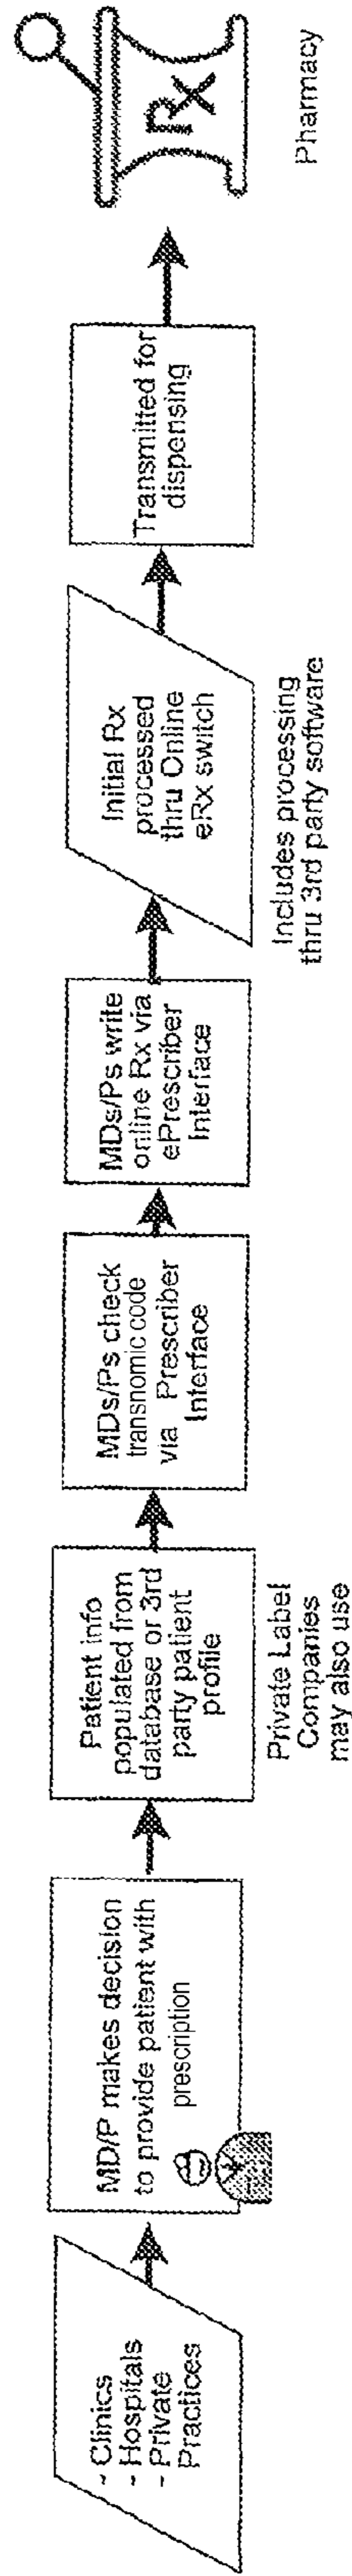 - Clinics
- Hospitals
- Private
Practices
MD/P makes decision
to provide patient with
prescription
Patient info
populated from
database or 3rd
party patient
profile
Private Label
Companies
may also use
MDs/Ps check
transnomic code
via Prescriber
Interface
MDs/Ps write
online Rx via
ePrescriber
Interface
Initial Rx
processed
thru Online
eRx switch
Includes processing
thru 3rd party software
Transmitted for
dispensing
Rx
Pharmacy